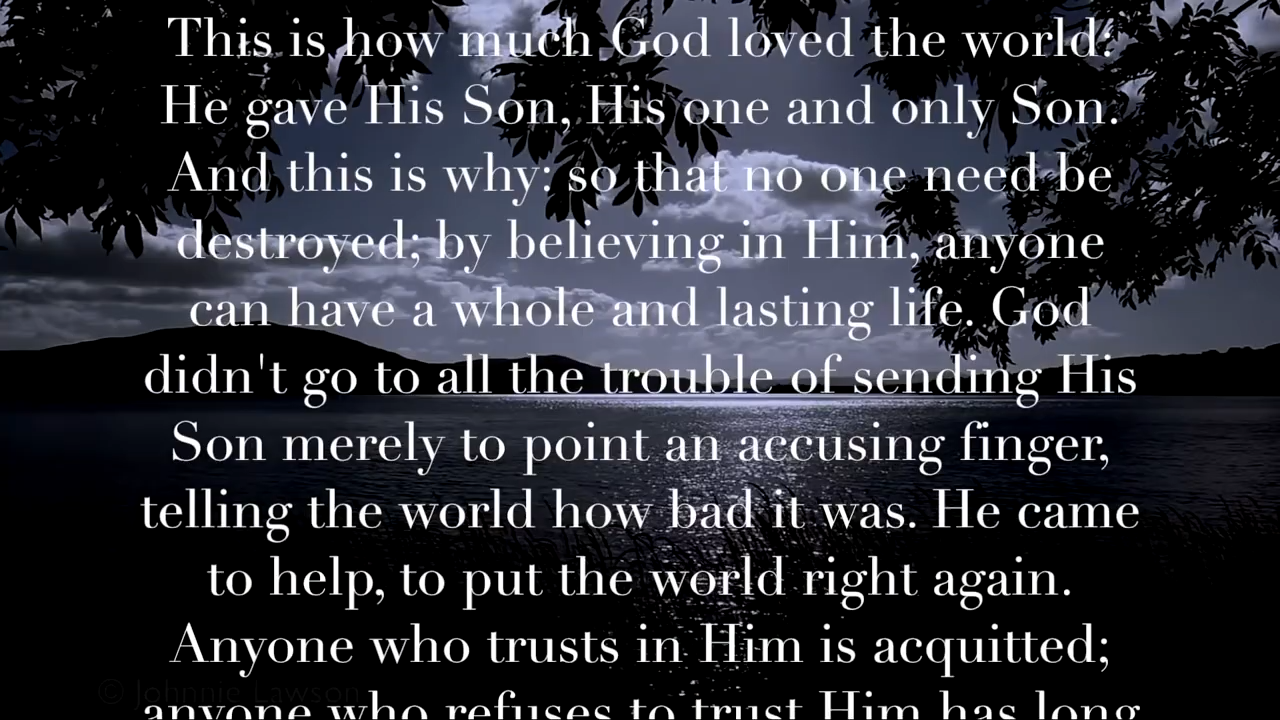 This is how much God loved the world:
He gave His Son, His one and only Son.
And this is why: so that no one need be
destroyed; by believing in Him, anyone
can have a whole and lasting life. God
didn't go to all the trouble of sending His
Son merely to point an accusing finger,
telling the world how bad it was. He came
to help, to put the world right again.
Anyone who trusts in Him is acquitted;
© Johnnie Lawson
anyone who refuses to trust Him has long